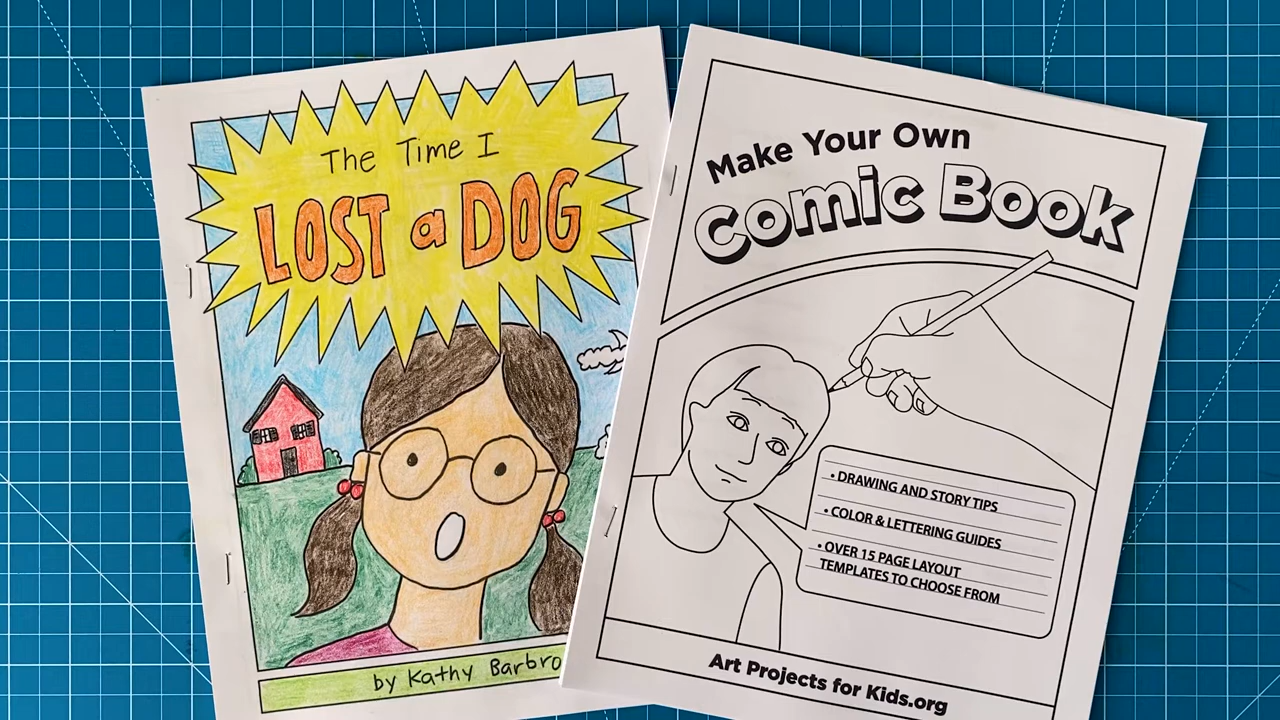 The Time I
LOST a DOG
by Kathy Barbro
Make Your Own
Comic Book
• DRAWING AND STORY TIPS
• COLOR & LETTERING GUIDES
• OVER 15 PAGE LAYOUT
TEMPLATES TO CHOOSE FROM
Art Projects for Kids.org